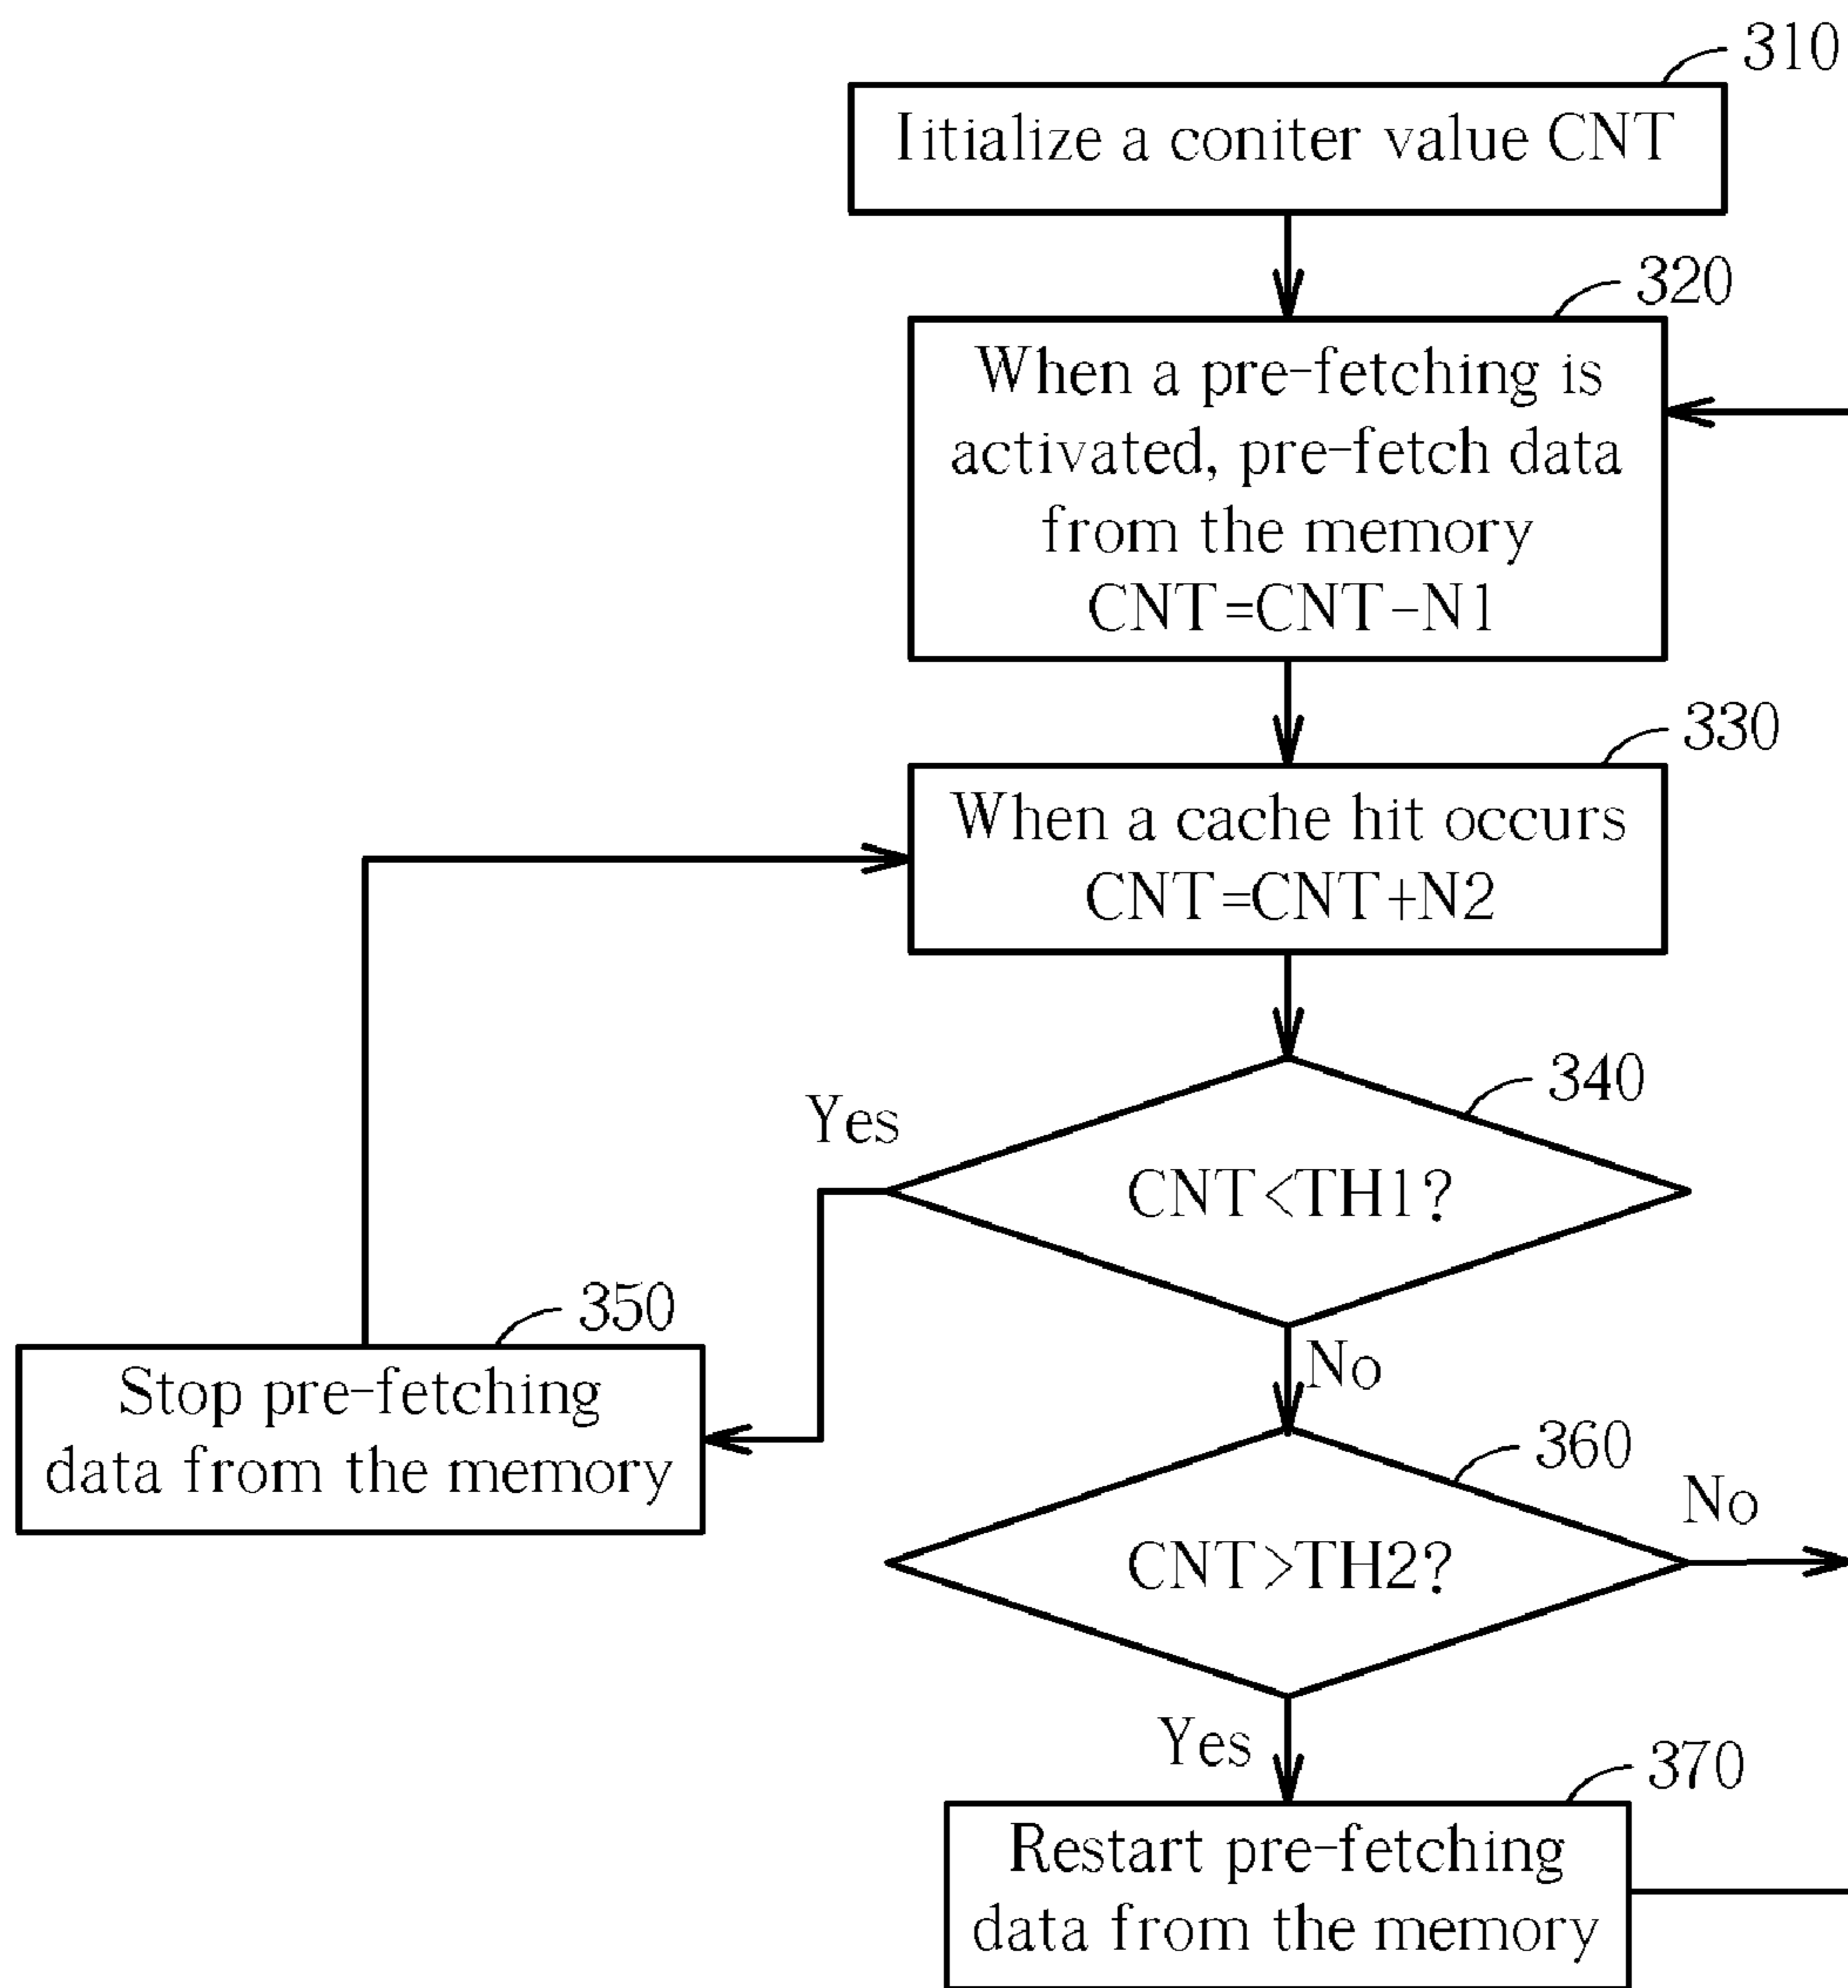 310
Iitialize a coniter value CNT
320
When a pre-fetching is
activated, pre-fetch data
from the memory
CNT=CNT-N1
330
When a cache hit occurs
CNT=CNT+N2
340
Yes
CNT<TH1?
350
No
Stop pre-fetching
data from the memory
360
No
CNT>TH2?
Yes
370
Restart pre-fetching
data from the memory